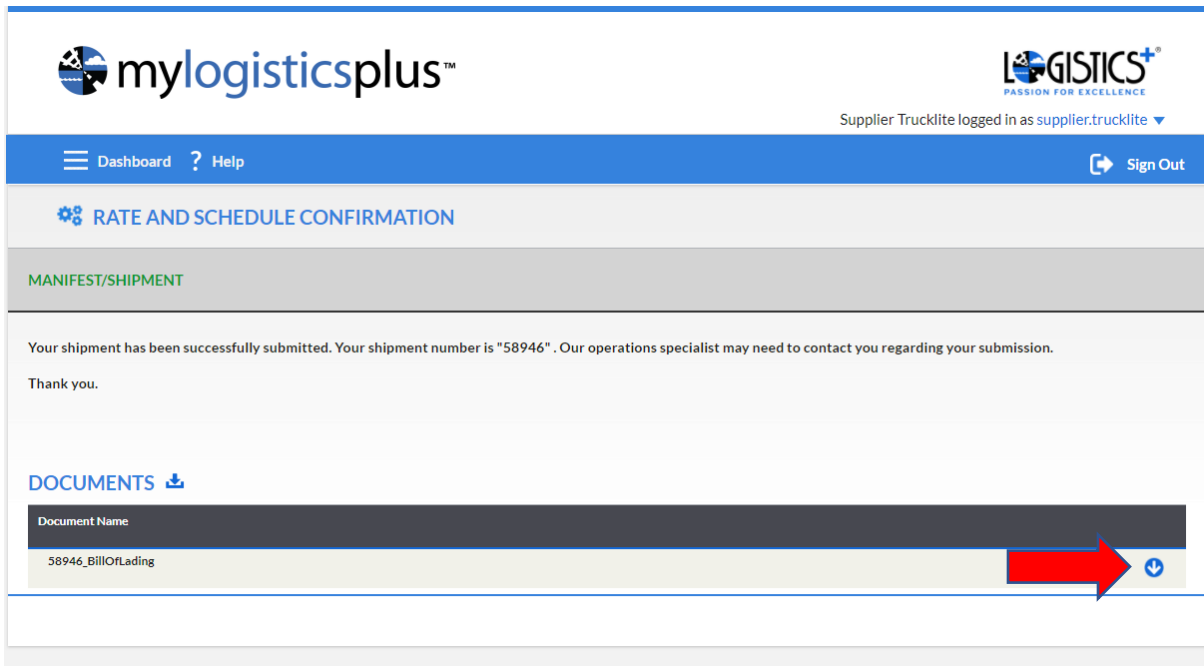 mylogisticsplus™
LOGISTICS+®
PASSION FOR EXCELLENCE
Supplier Trucklite logged in as supplier.trucklite
Dashboard ? Help
Sign Out
RATE AND SCHEDULE CONFIRMATION
MANIFEST/SHIPMENT
Your shipment has been successfully submitted. Your shipment number is "58946" . Our operations specialist may need to contact you regarding your submission.
Thank you.
DOCUMENTS
Document Name
58946_BillOfLading